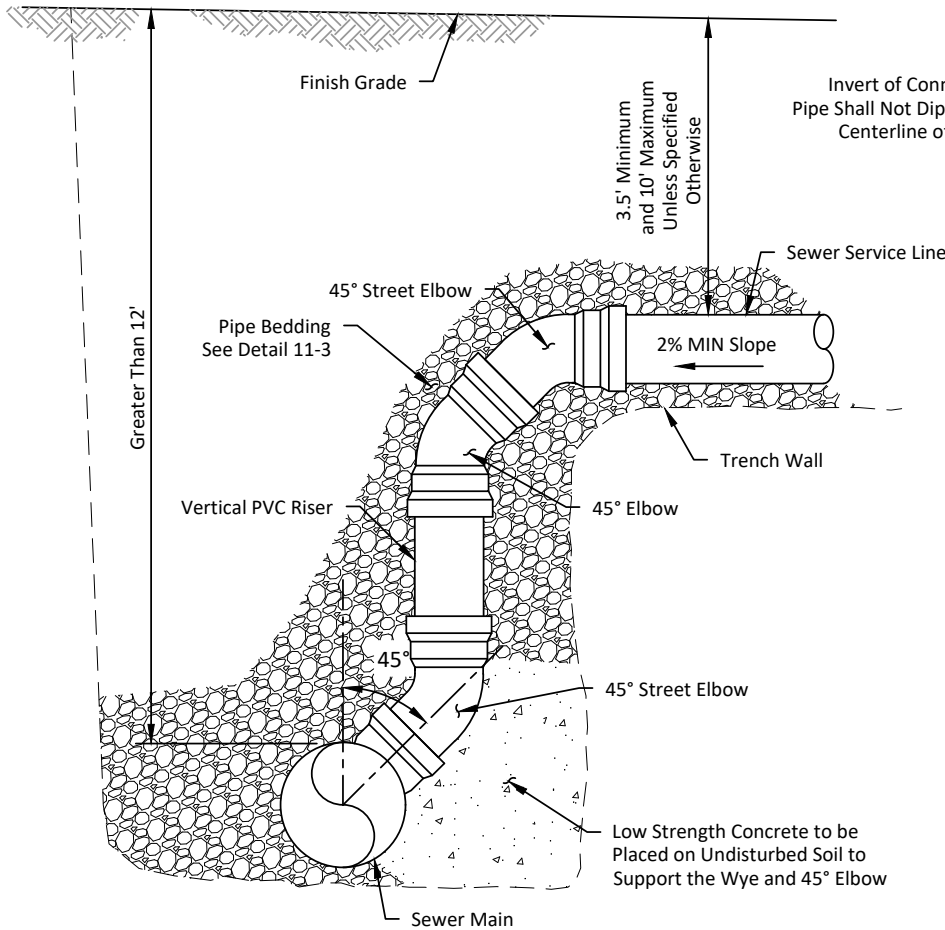 Finish Grade
Greater Than 12'
3.5' Minimum
and 10' Maximum
Unless Specified
Otherwise
Invert of
Pipe Shall Not Dip
Centerline
Sewer Service Line
45° Street Elbow
Pipe Bedding
See Detail 11-3
2% MIN Slope
Trench Wall
45° Elbow
Vertical PVC Riser
45°
45° Street Elbow
Low Strength Concrete to be
Placed on Undisturbed Soil to
Support the Wye and 45° Elbow
Sewer Main